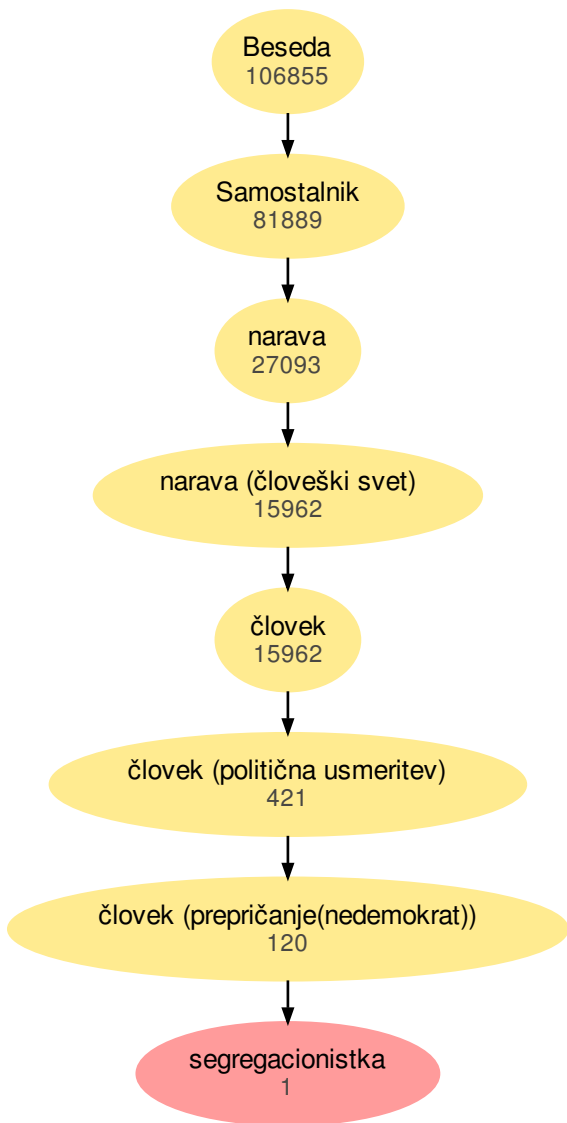 Beseda
106855
Samostalnik
81889
narava
27093
narava (človeški svet)
15962
človek
15962
človek (politična usmeritev)
421
človek (prepričanje(nedemokrat))
120
segregacionistka
1